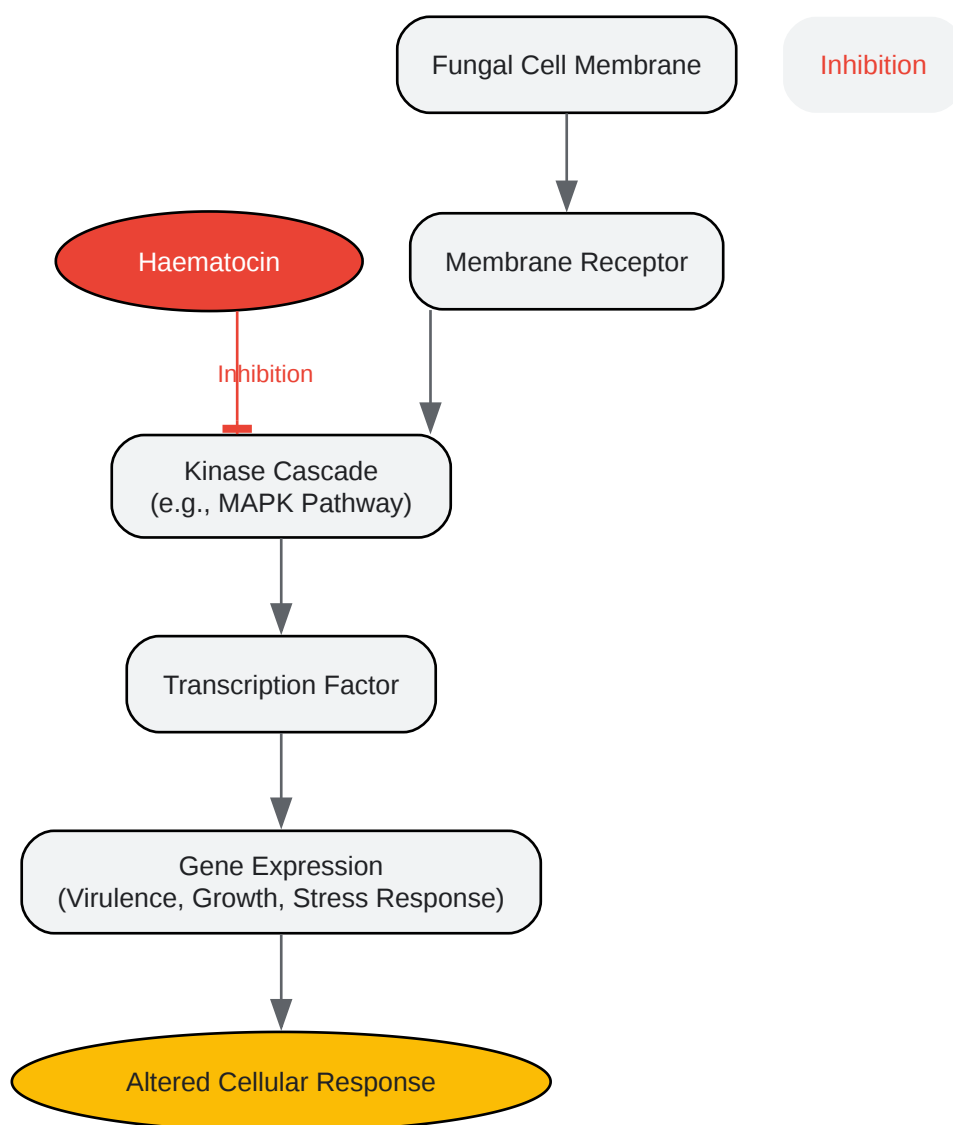 Fungal Cell Membrane
Inhibition
Haematocin
Membrane Receptor
Inhibition
Kinase Cascade
(e.g., MAPK Pathway)
Transcription Factor
Gene Expression
(Virulence, Growth, Stress Response)
Altered Cellular Response